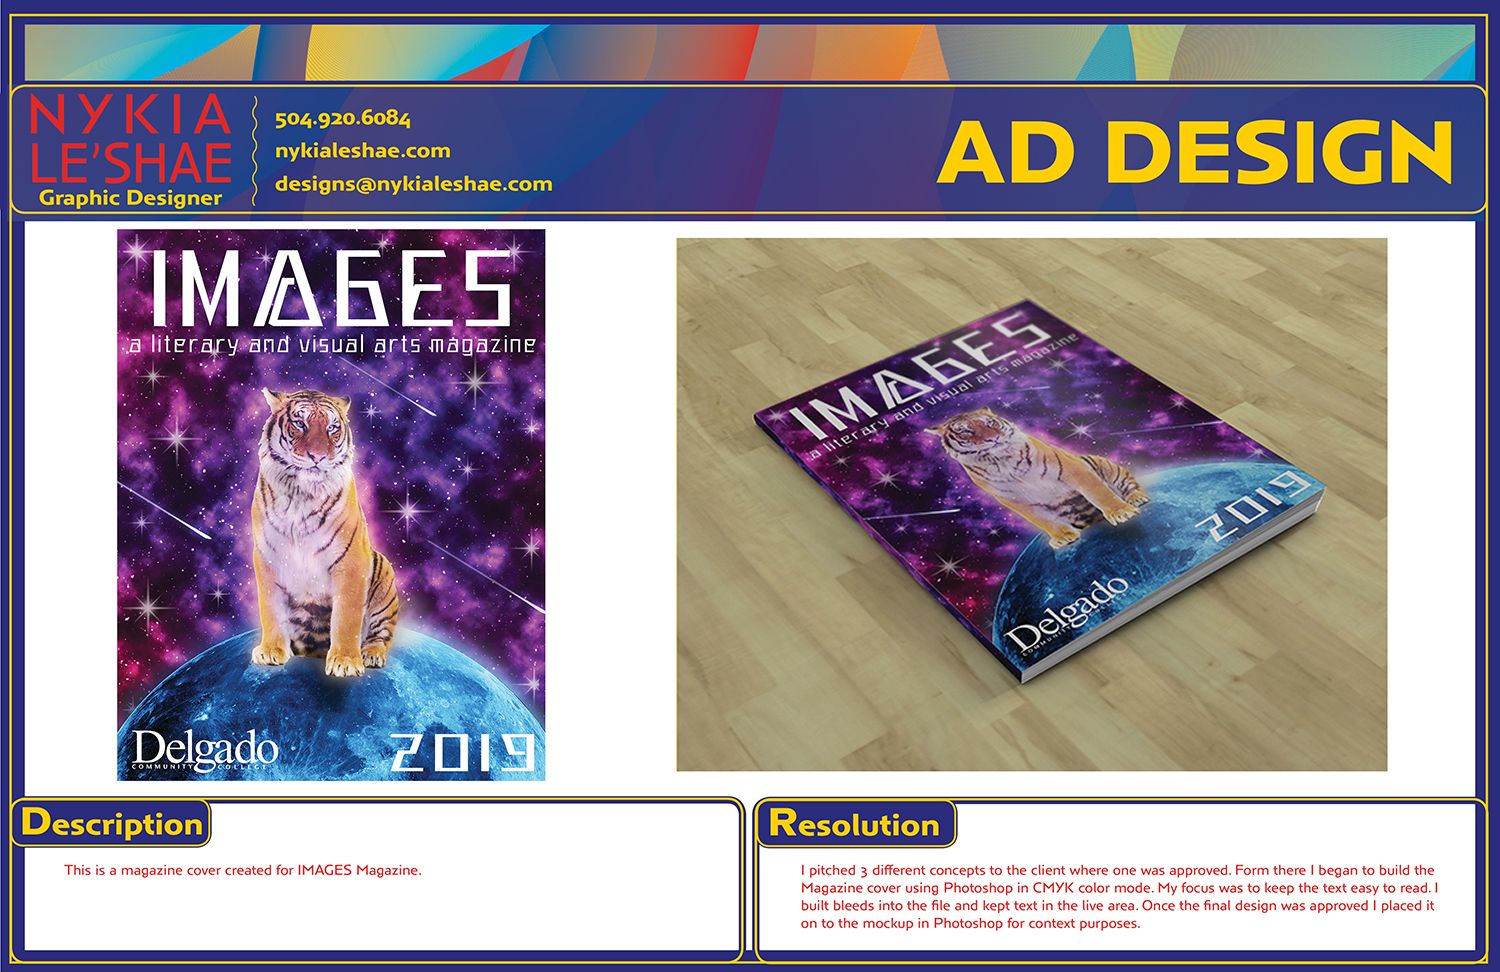 NYKIA
LE'SHAE
Graphic Designer
504.920.6084
nykialeshae.com
designs@nykialeshae.com
AD DESIGN
IMAGES
a literary and visual arts magazine
Delgado
COMMUNITY COLLEGE
2019
IMAGES
a literary and visual arts magazine
2019
Delgado
COMMUNITY COLLEGE
Description
This is a magazine cover created for IMAGES Magazine.
Resolution
I pitched 3 different concepts to the client where one was approved. Form there I began to build the
Magazine cover using Photoshop in CMYK color mode. My focus was to keep the text easy to read. I
built bleeds into the file and kept text in the live area. Once the final design was approved I placed it
on to the mockup in Photoshop for context purposes.